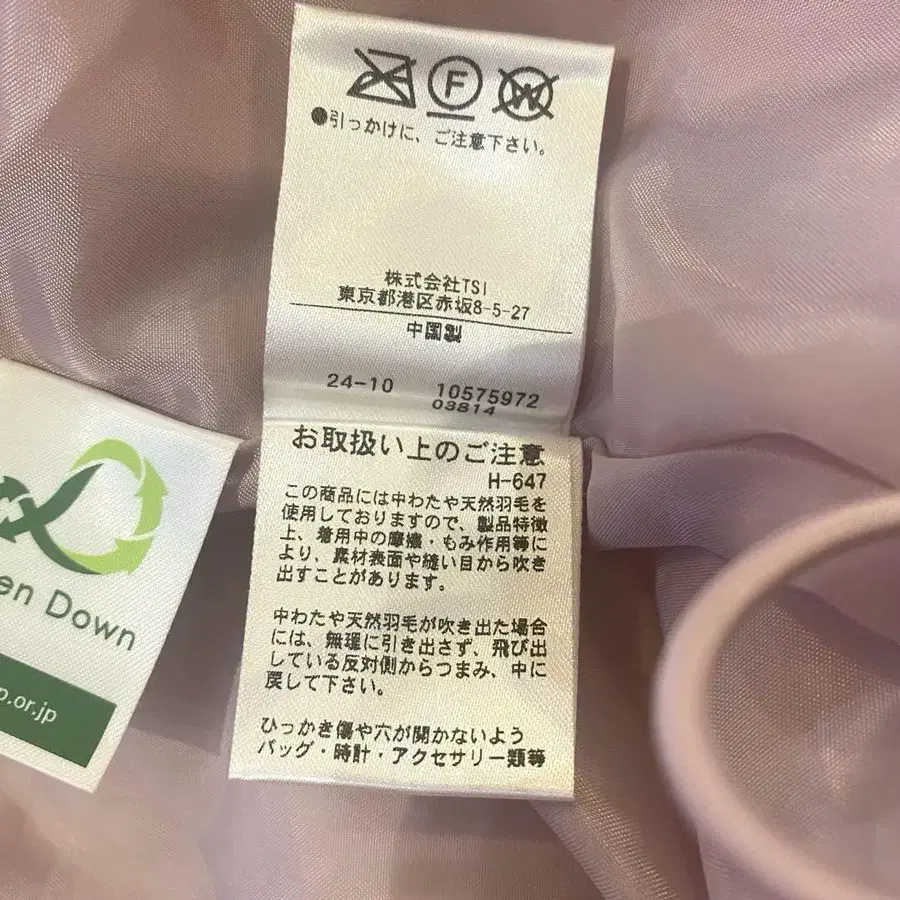 F W
●引っかけに、ご注意下さい。
株式会社TSI
東京都港区赤坂8-5-27
中国製
24-10 10575972
03814
お取扱い上のご注意
H-647
この商品には中わたや天然羽毛を
使用しておりますので、製品特徴
上、着用中の摩擦・もみ作用等に
より、素材表面や縫い目から吹き
出すことがあります。
中わたや天然羽毛が吹き出た場合
には、無理に引き出さず、飛び出
している反対側からつまみ、中に
戻して下さい。
ひっかき傷や穴が開かないよう
バッグ・時計・アクセサリー類等
en Down
p.or.jp